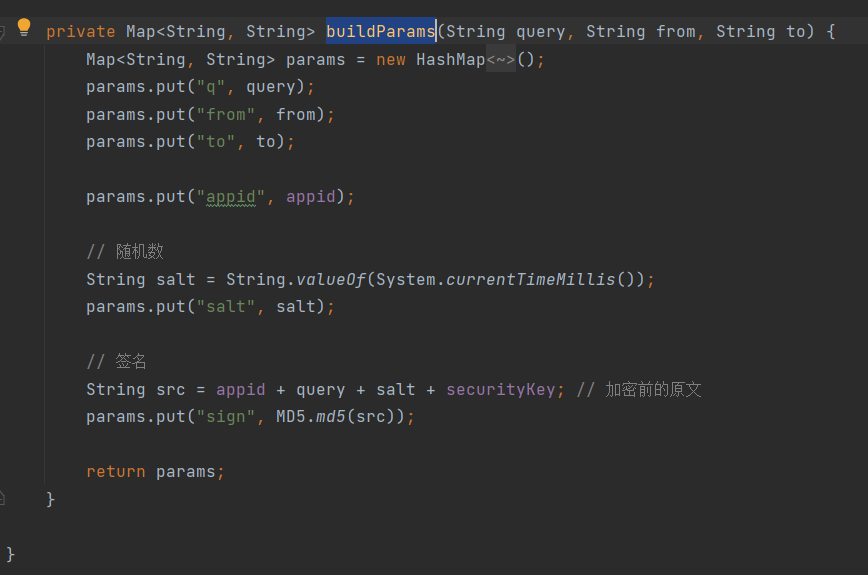 private Map<String, String> buildParams(String query, String from, String to) {
    Map<String, String> params = new HashMap<~>();
    params.put("q", query);
    params.put("from", from);
    params.put("to", to);
    params.put("appid", appid);
    // 随机数
    String salt = String.valueOf(System.currentTimeMillis());
    params.put("salt", salt);
    // 签名
    String src = appid + query + salt + securityKey; // 加密前的原文
    params.put("sign", MD5.md5(src));
    return params;
}
}